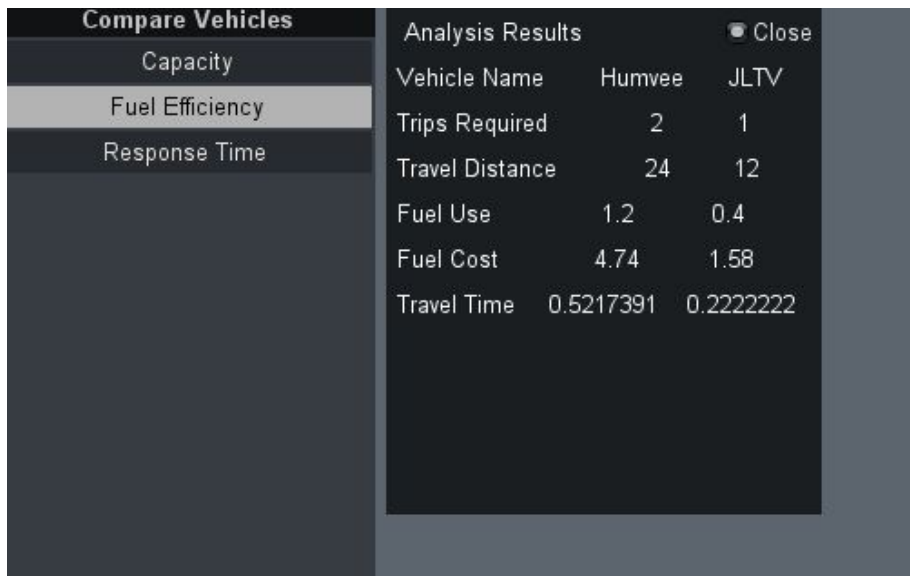 Compare Vehicles
Capacity
Fuel Efficiency
Response Time
Analysis Results Close
Vehicle Name Humvee JLTV
Trips Required 2 1
Travel Distance 24 12
Fuel Use 1.2 0.4
Fuel Cost 4.74 1.58
Travel Time 0.5217391 0.2222222